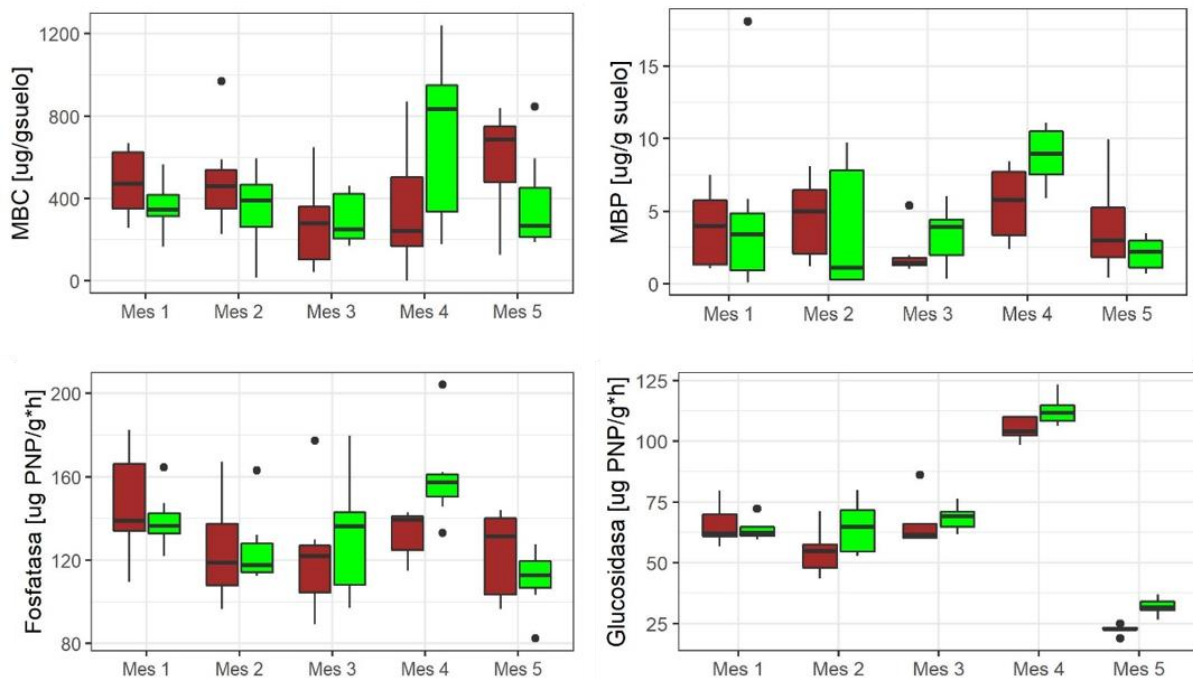 MBC [ug/gsuelo]
1200
800
400
0
Mes 1 Mes 2 Mes 3 Mes 4 Mes 5
MBP [ug/g suelo]
15
10
5
0
Mes 1 Mes 2 Mes 3 Mes 4 Mes 5
Fosfatasa [ug PNP/g*h]
200
160
120
80
Mes 1 Mes 2 Mes 3 Mes 4 Mes 5
Glucosidasa [ug PNP/g*h]
125
100
75
50
25
Mes 1 Mes 2 Mes 3 Mes 4 Mes 5